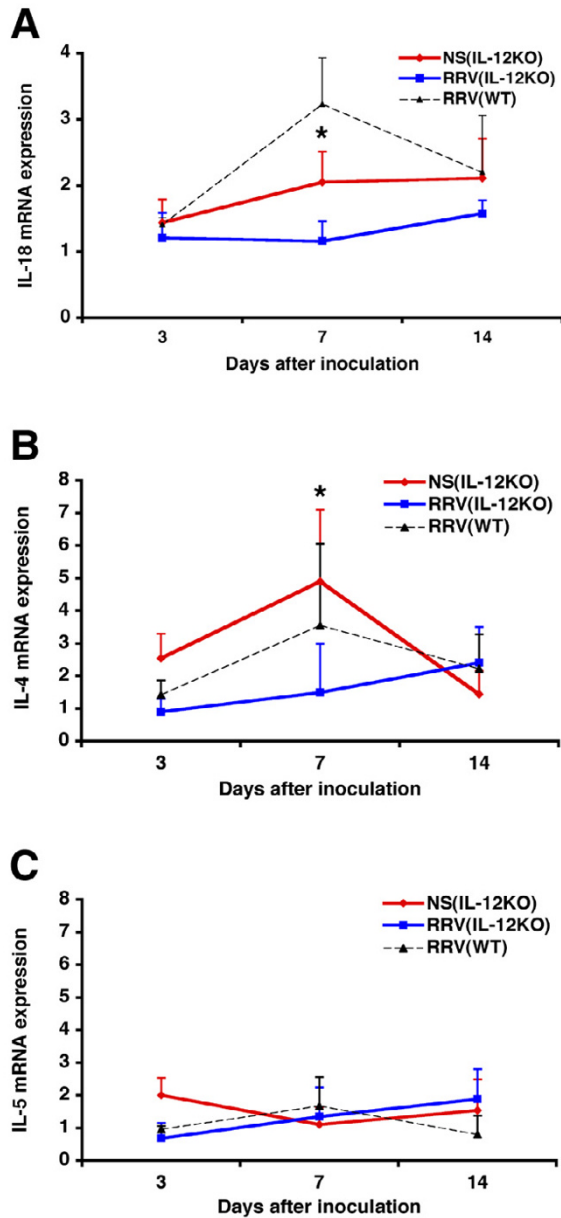 A
4
3
2
1
0
IL-18 mRNA expression
NS(IL-12KO)
RRV(IL-12KO)
RRV(WT)
*
3 7 14
Days after inoculation
B
8
7
6
5
4
3
2
1
0
IL-4 mRNA expression
NS(IL-12KO)
RRV(IL-12KO)
RRV(WT)
*
3 7 14
Days after inoculation
C
8
7
6
5
4
3
2
1
0
IL-5 mRNA expression
NS(IL-12KO)
RRV(IL-12KO)
RRV(WT)
3 7 14
Days after inoculation